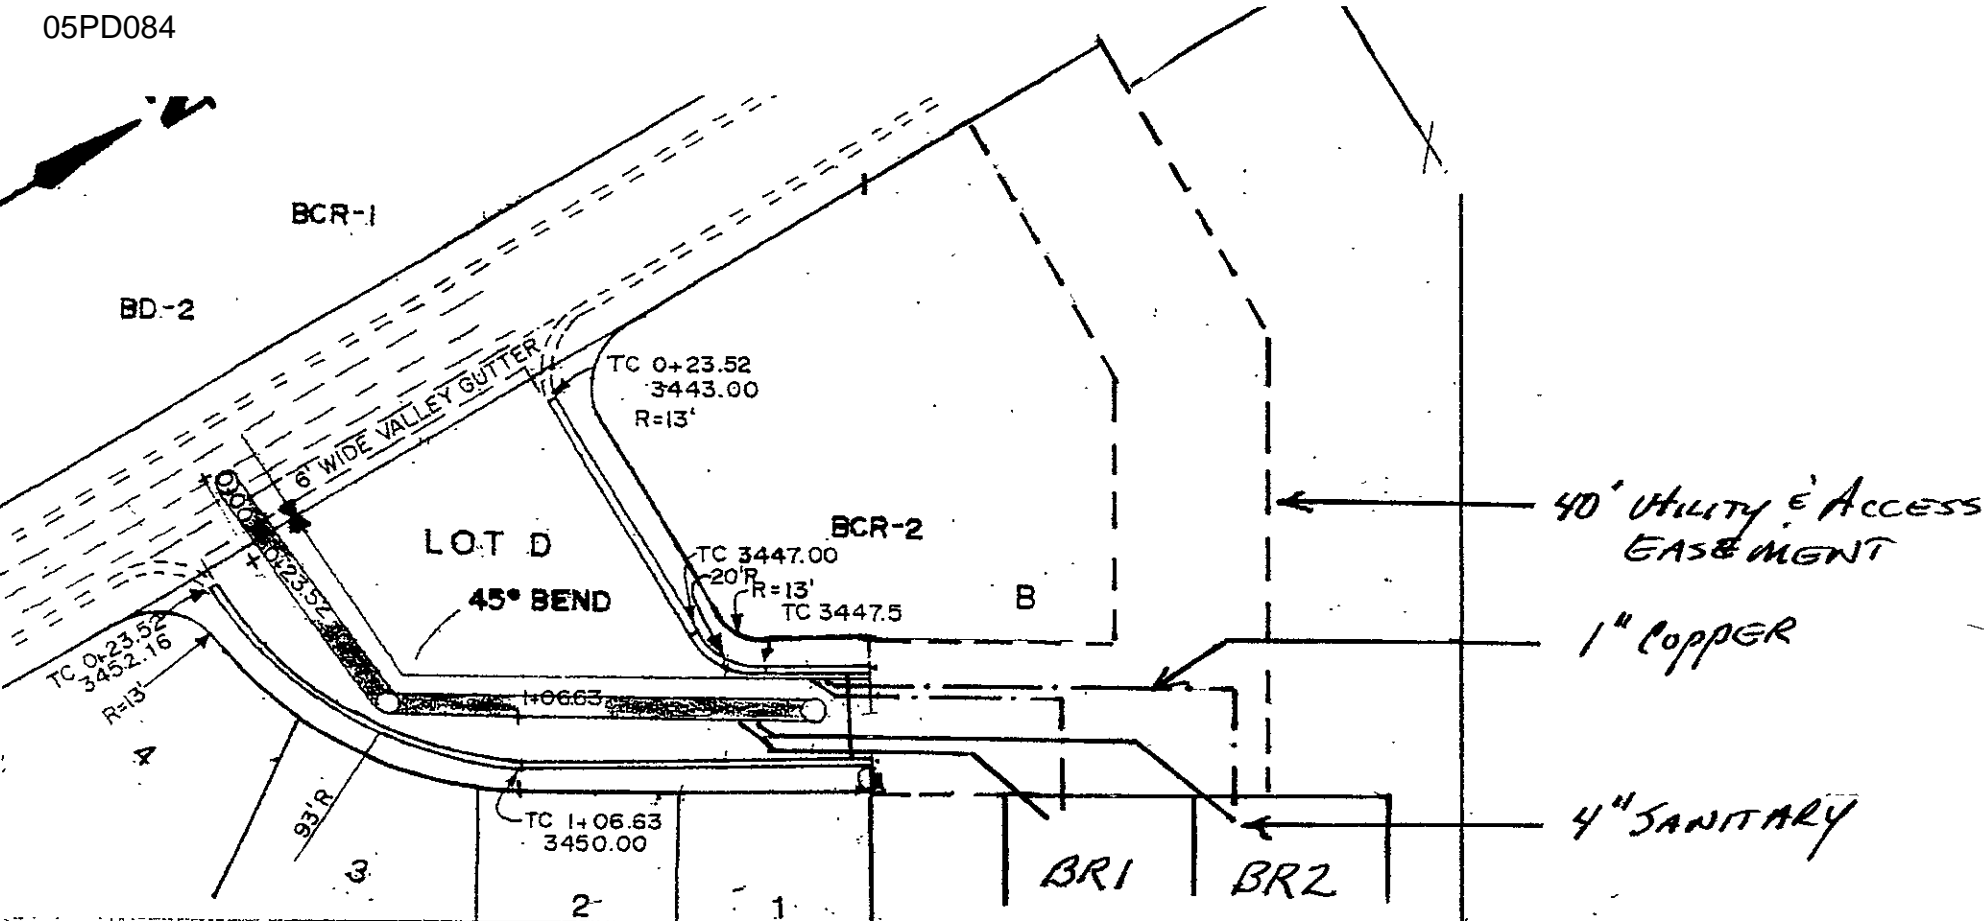 05PD084
BCR-1
BD-2
6' WIDE VALLEY GUTTER
TC 0+23.52
3443.00
R=13'
LOT D
45° BEND
BCR-2
TC 3447.00
20'R
R=13'
TC 3447.5
B
0+23.52
1+06.63
TC 0+23.52
3452.16
R=13'
4
93'R
3
TC 1+06.63
3450.00
2
1
BR1
BR2
40' UTILITY & ACCESS
EASEMENT
1" COPPER
4" SANITARY